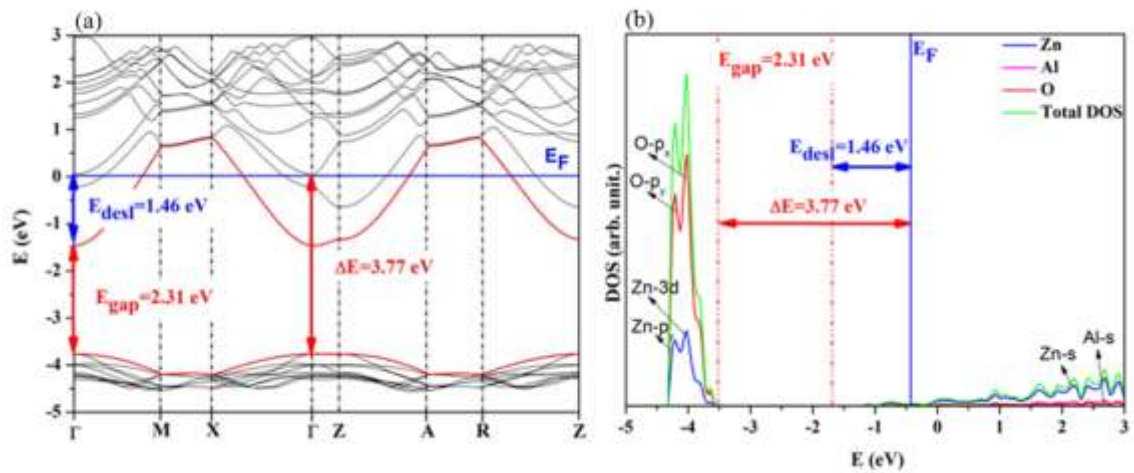 (a)
3
2
1
0
-1
-2
-3
-4
-5
E (eV)
E_F
E_desl=1.46 eV
ΔE=3.77 eV
E_gap=2.31 eV
Γ M X Γ Z A R Z
(b)
E_gap=2.31 eV
E_F
Zn
Al
O
Total DOS
E_desl=1.46 eV
ΔE=3.77 eV
O-p_x
O-p_y
Zn-3d
Zn-p
Zn-s
Al-s
DOS (arb. unit.)
-5 -4 -3 -2 -1 0 1 2 3
E (eV)